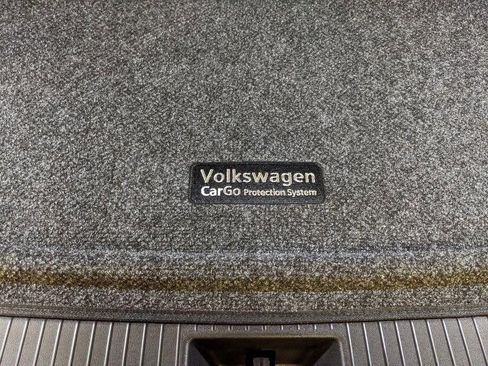 Volkswagen
CarGo Protection System